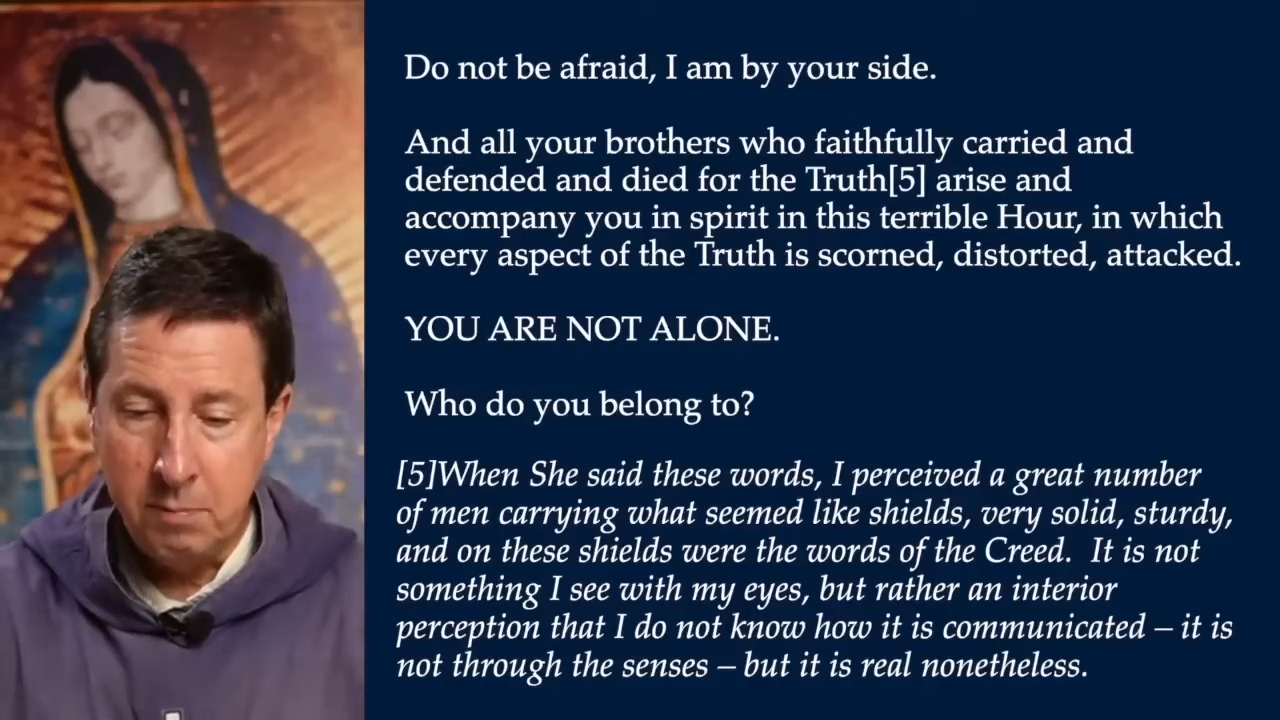 Do not be afraid, I am by your side.
And all your brothers who faithfully carried and
defended and died for the Truth[5] arise and
accompany you in spirit in this terrible Hour, in which
every aspect of the Truth is scorned, distorted, attacked.
YOU ARE NOT ALONE.
Who do you belong to?
[5]When She said these words, I perceived a great number
of men carrying what seemed like shields, very solid, sturdy,
and on these shields were the words of the Creed.  It is not
something I see with my eyes, but rather an interior
perception that I do not know how it is communicated – it is
not through the senses – but it is real nonetheless.